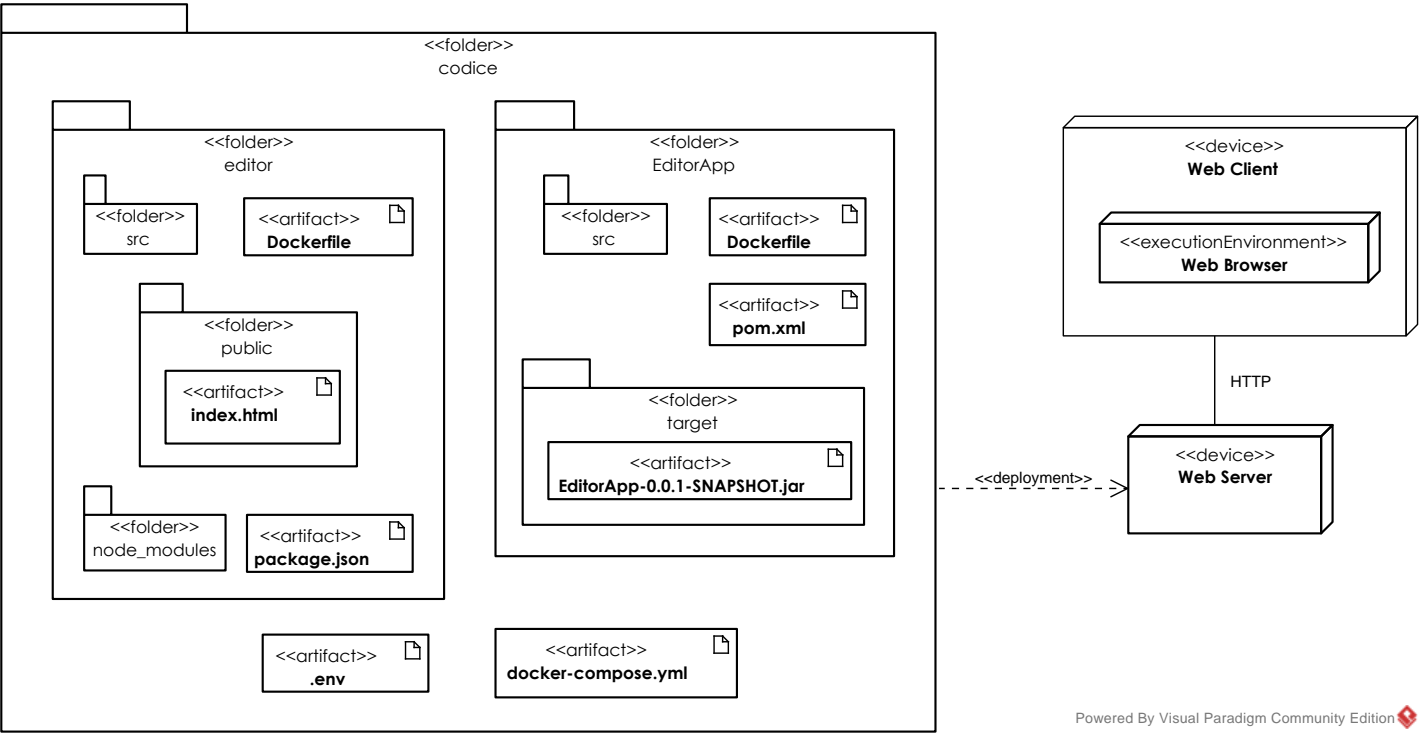 <<folder>>
codice
<<folder>>
editor
<<folder>>
src
<<artifact>>
Dockerfile
<<folder>>
public
<<artifact>>
index.html
<<folder>>
node_modules
<<artifact>>
package.json
<<folder>>
EditorApp
<<folder>>
src
<<artifact>>
Dockerfile
<<artifact>>
pom.xml
<<folder>>
target
<<artifact>>
EditorApp-0.0.1-SNAPSHOT.jar
<<artifact>>
.env
<<artifact>>
docker-compose.yml
<<deployment>>
<<device>>
Web Client
<<executionEnvironment>>
Web Browser
HTTP
<<device>>
Web Server
Powered By Visual Paradigm Community Edition